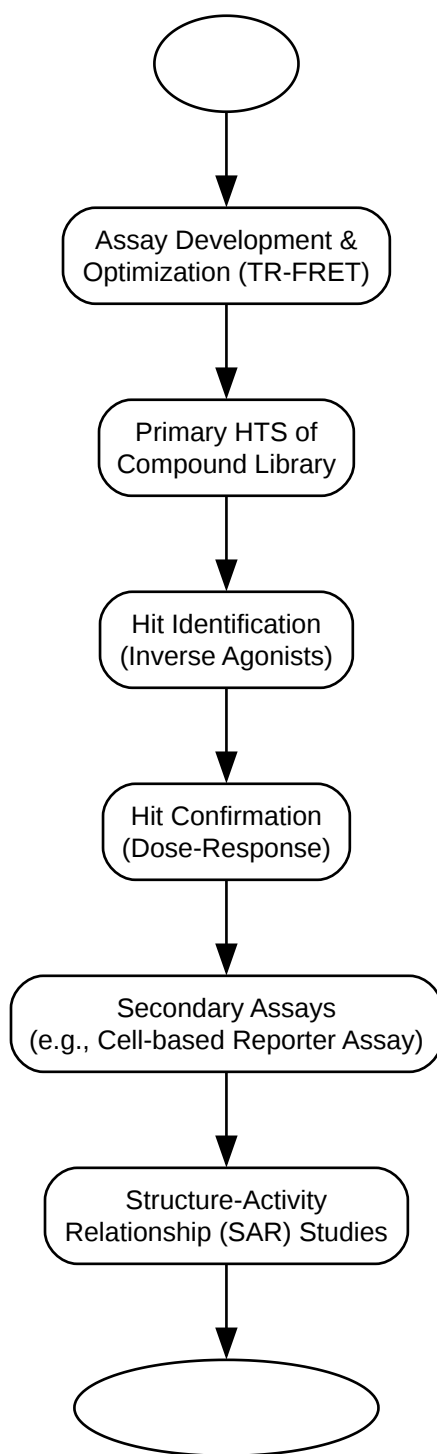 Assay Development &
Optimization (TR-FRET)
Primary HTS of
Compound Library
Hit Identification
(Inverse Agonists)
Hit Confirmation
(Dose-Response)
Secondary Assays
(e.g., Cell-based Reporter Assay)
Structure-Activity
Relationship (SAR) Studies